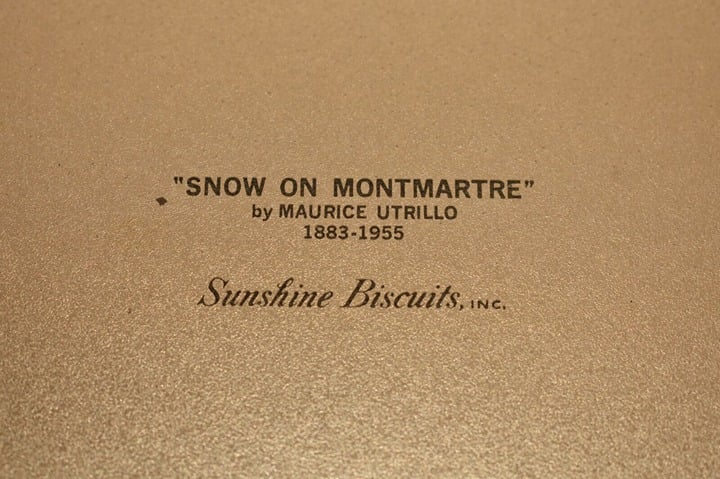 "SNOW ON MONTMARTRE"
by MAURICE UTRILLO
1883-1955
Sunshine Biscuits, INC.